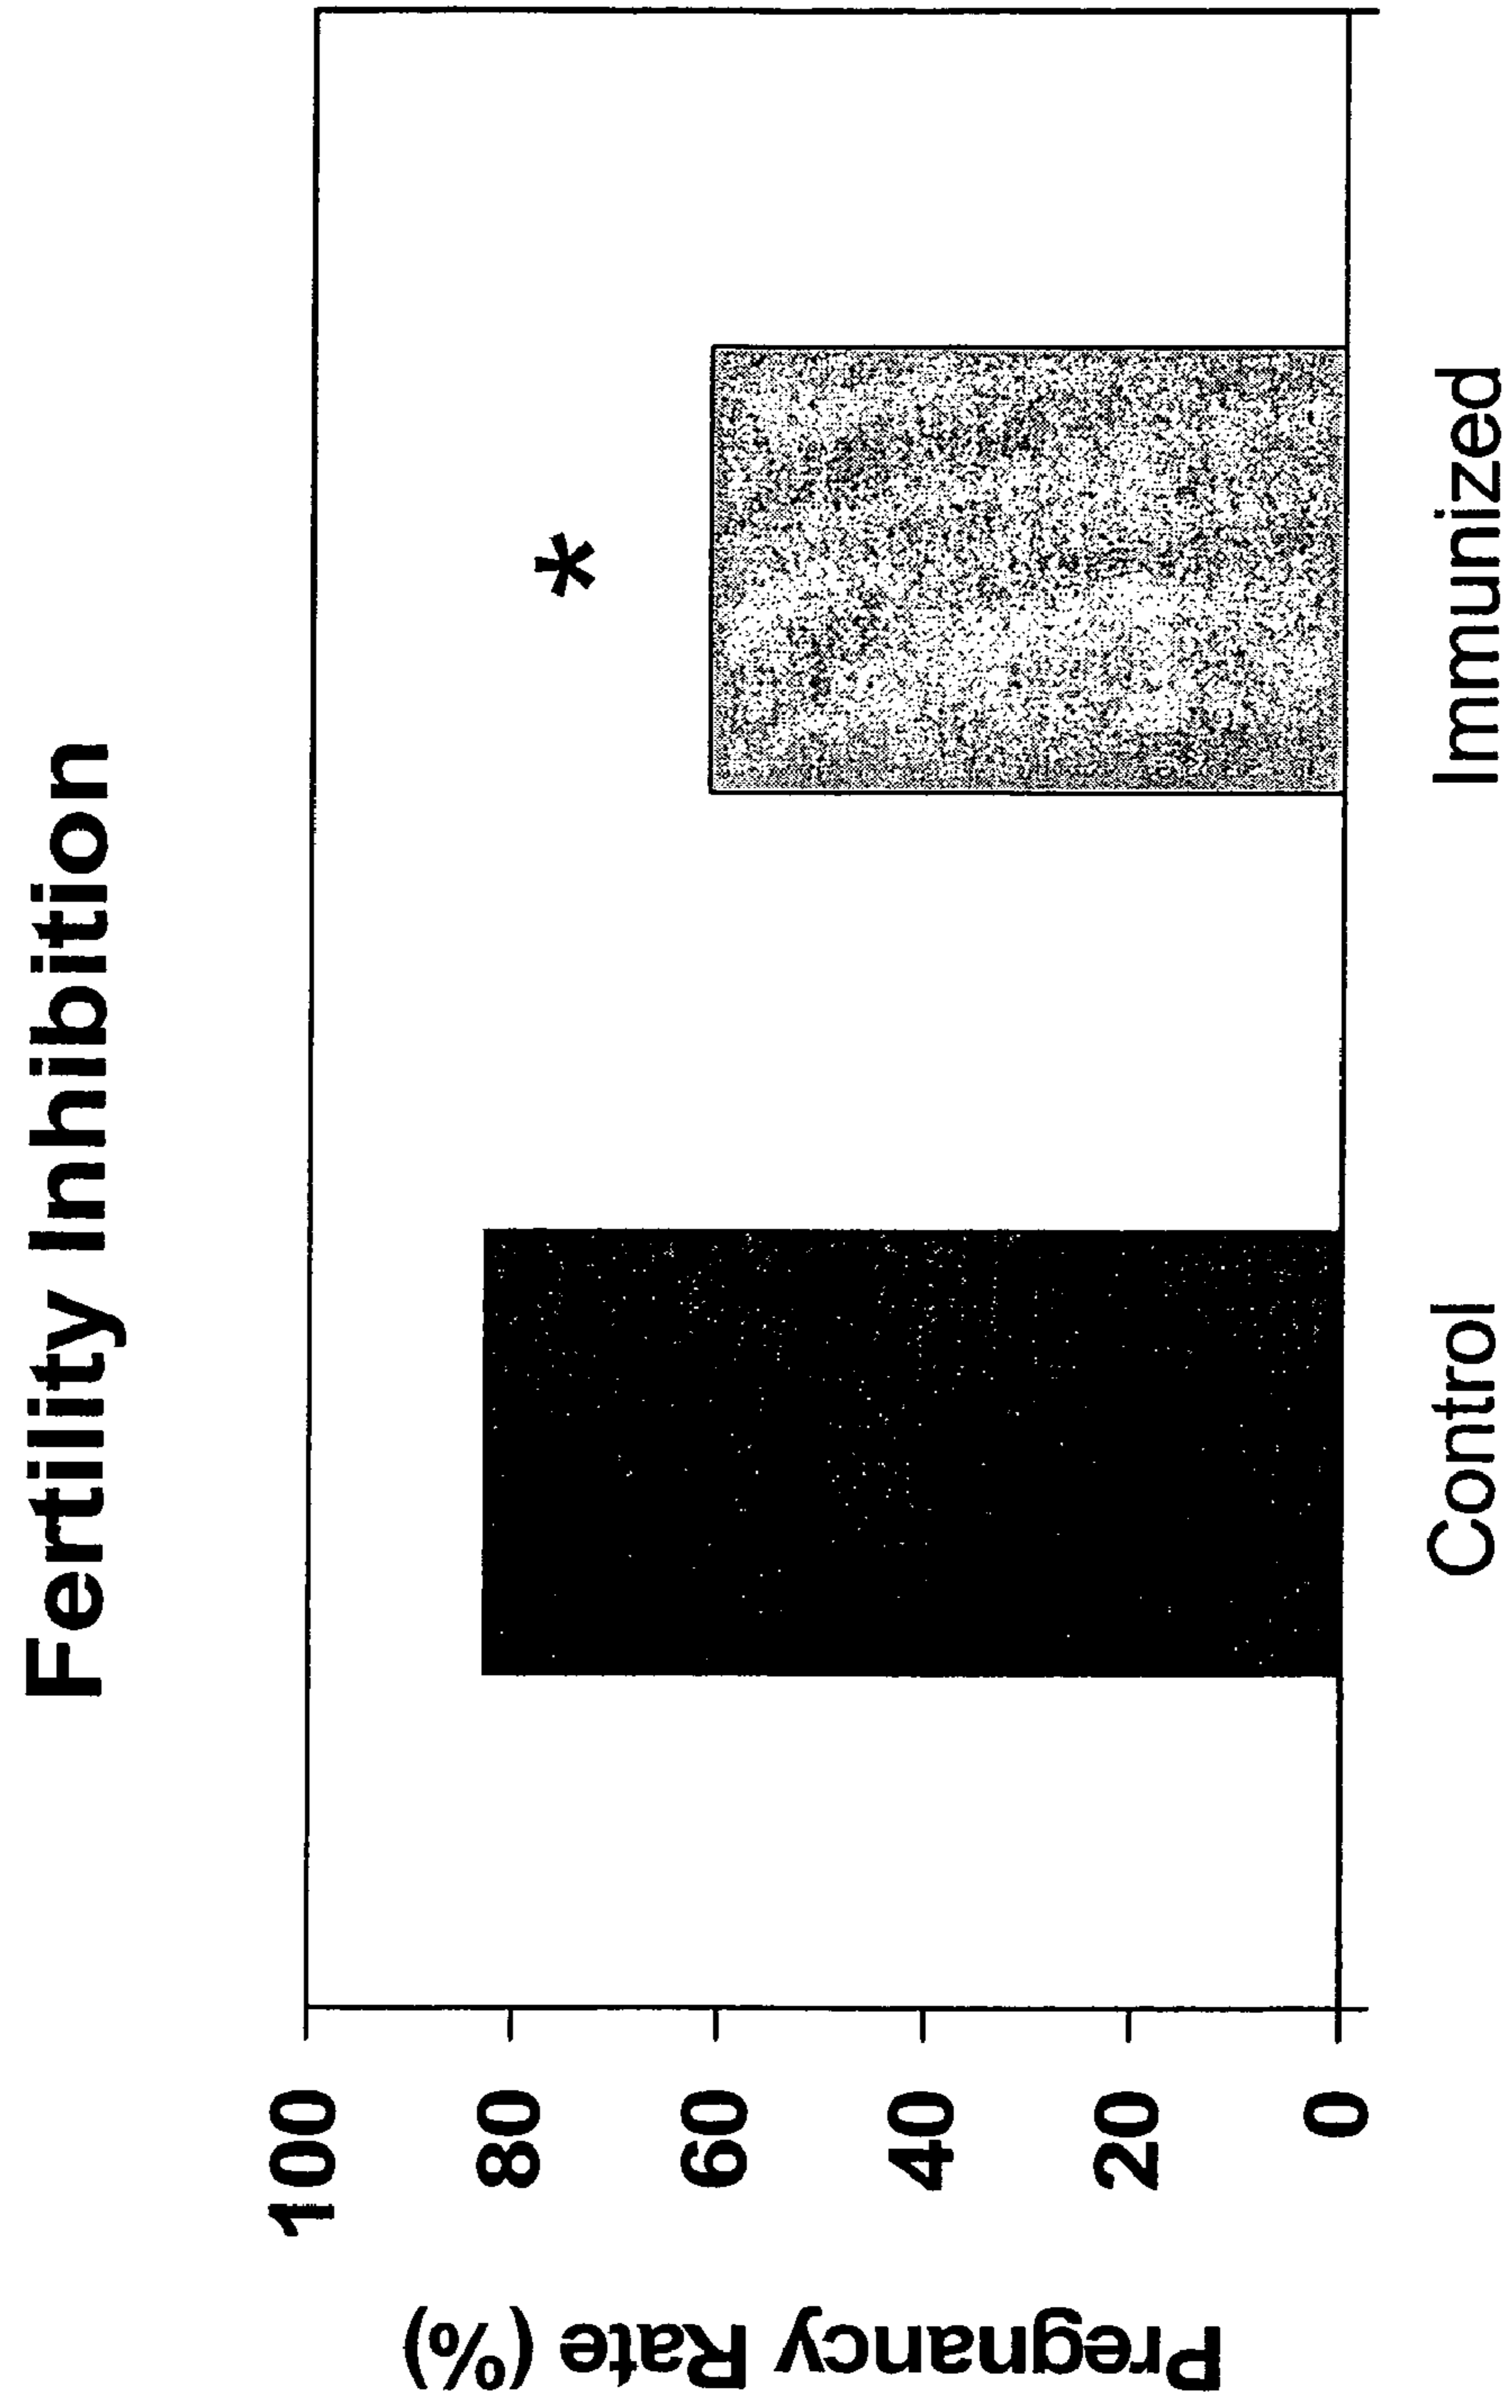 Fertility Inhibition
Pregnancy Rate (%)
100
80
60
40
20
0
*
Control
Immunized